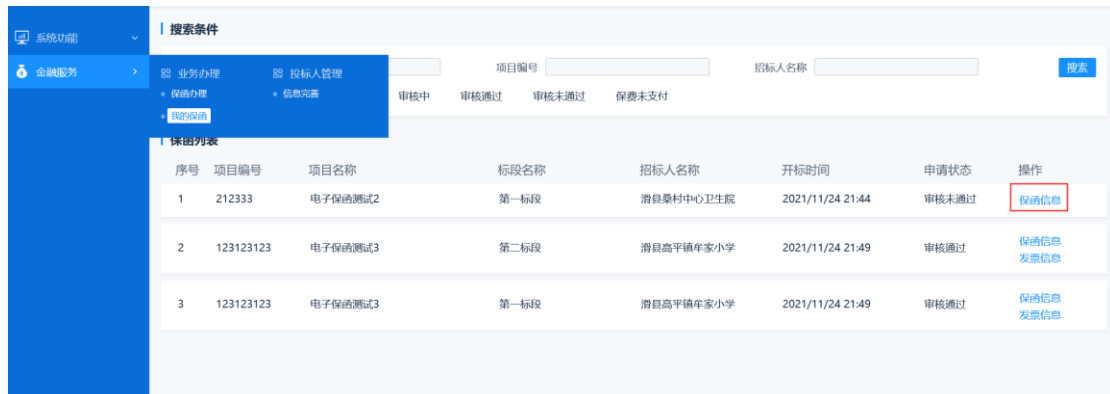 系统功能
金融服务
搜索条件
业务办理 投标人管理
保函办理 信息完善
我的保函
项目编号 招标人名称 搜索
审核中 审核通过 审核未通过 保费未支付
保函列表
序号 项目编号 项目名称 标段名称 招标人名称 开标时间 申请状态 操作
1 212333 电子保函测试2 第一标段 滑县桑村中心卫生院 2021/11/24 21:44 审核未通过 保函信息
2 123123123 电子保函测试3 第二标段 滑县高平镇牟家小学 2021/11/24 21:49 审核通过 保函信息
发票信息
3 123123123 电子保函测试3 第一标段 滑县高平镇牟家小学 2021/11/24 21:49 审核通过 保函信息
发票信息